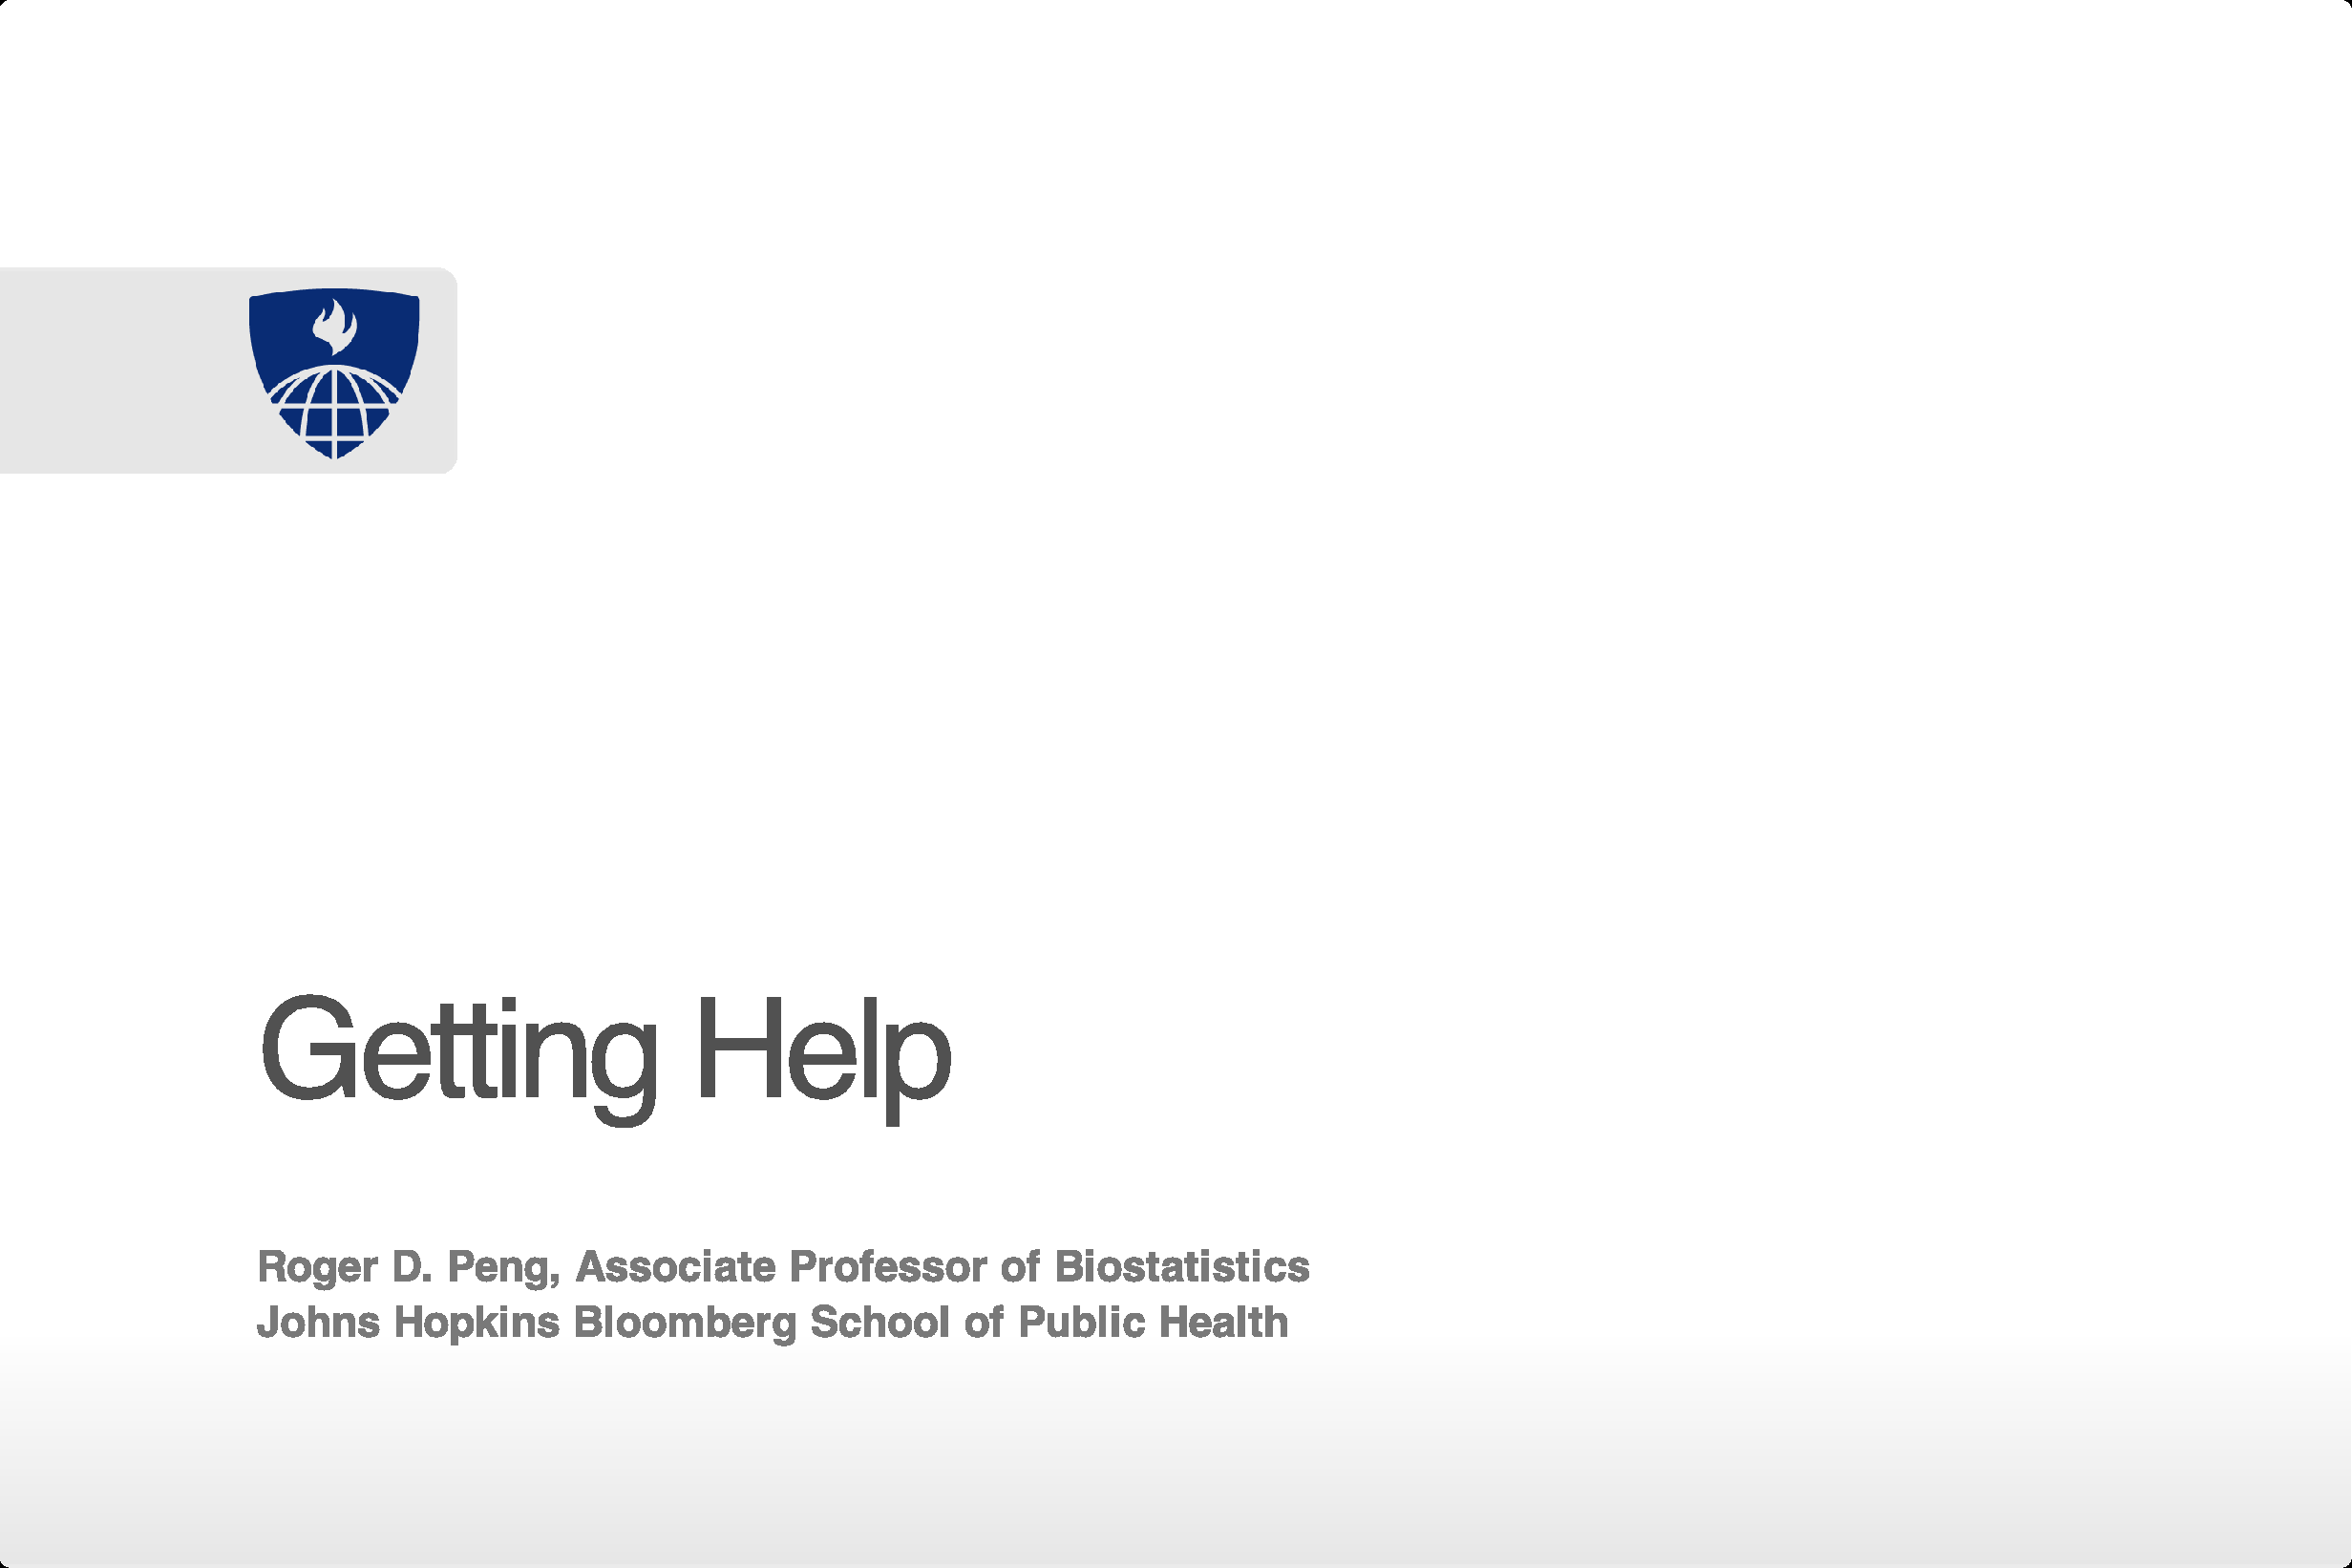 Getting Help
Roger D. Peng, Associate Professor of Biostatistics
Johns Hopkins Bloomberg School of Public Health